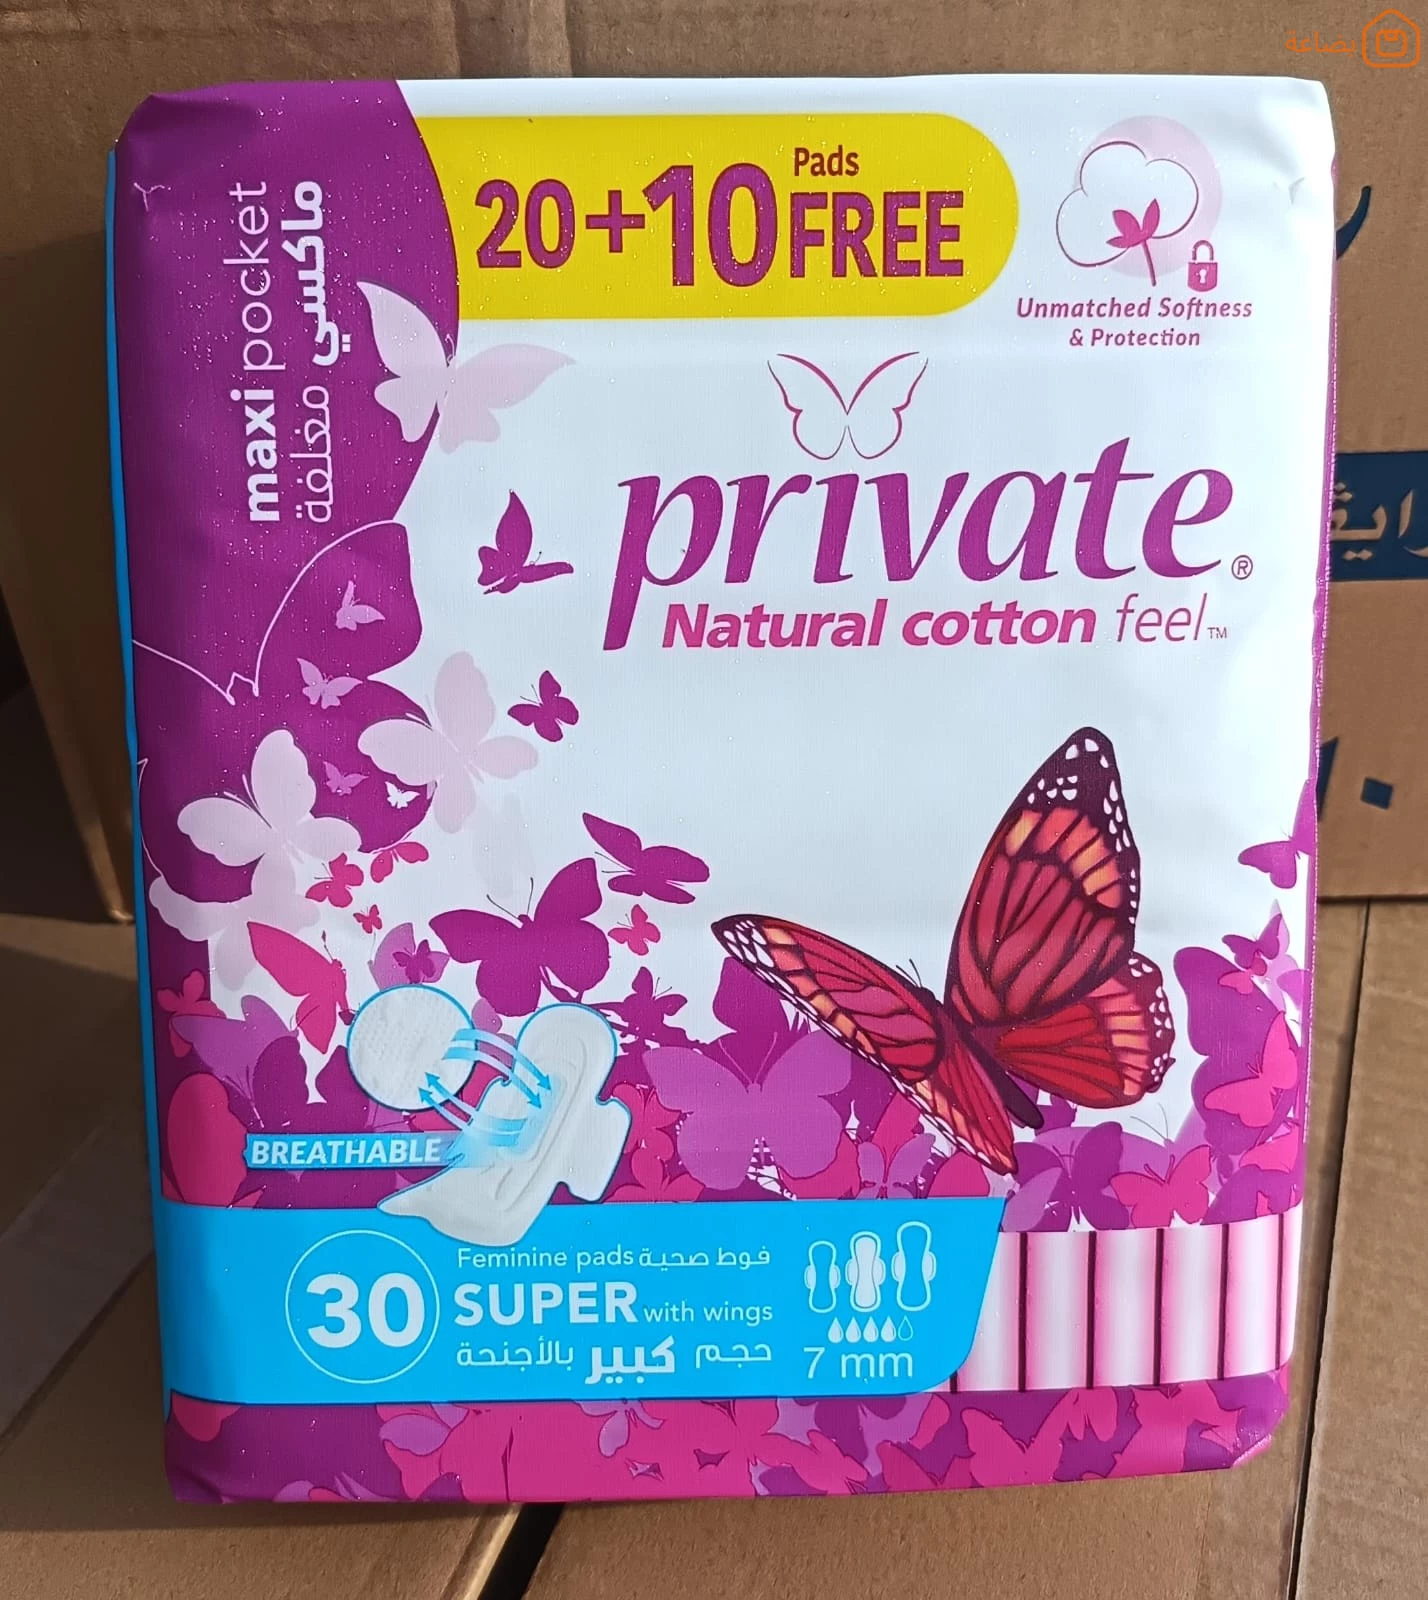 بضاعة
20+10 Pads FREE
Unmatched Softness
& Protection
maxi pocket
ماكسي مغلفة
private®
Natural cotton feel™
BREATHABLE
30
Feminine pads فوط صحية
SUPER with wings
حجم كبير بالأجنحة
7 mm